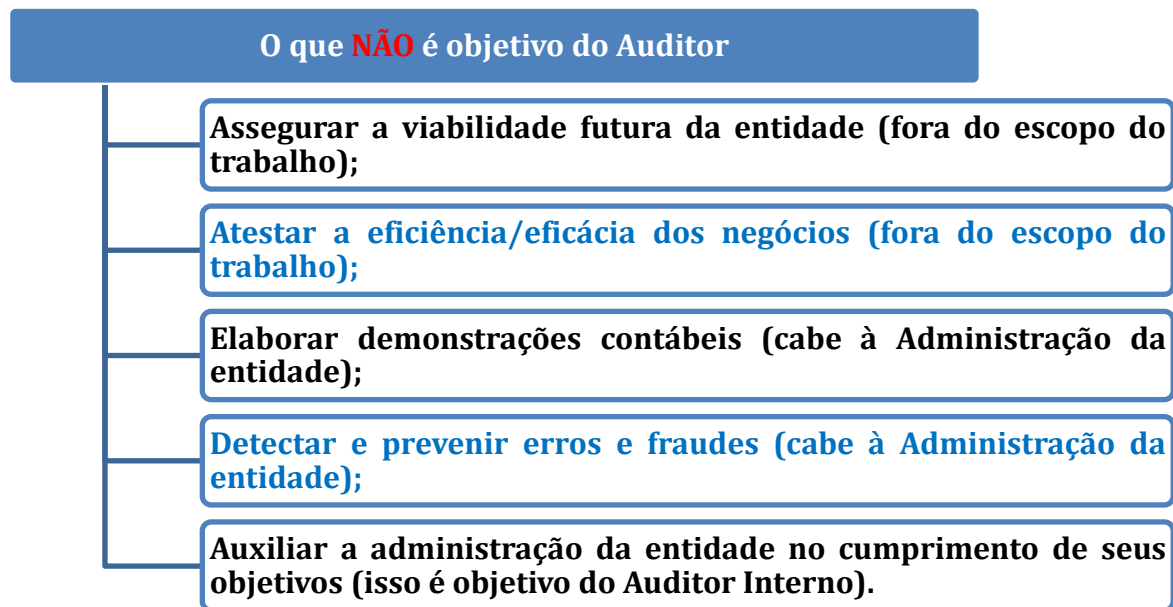 O que NÃO é objetivo do Auditor
Assegurar a viabilidade futura da entidade (fora do escopo do
trabalho);
Atestar a eficiência/eficácia dos negócios (fora do escopo do
trabalho);
Elaborar demonstrações contábeis (cabe à Administração da
entidade);
Detectar e prevenir erros e fraudes (cabe à Administração da
entidade);
Auxiliar a administração da entidade no cumprimento de seus
objetivos (isso é objetivo do Auditor Interno).